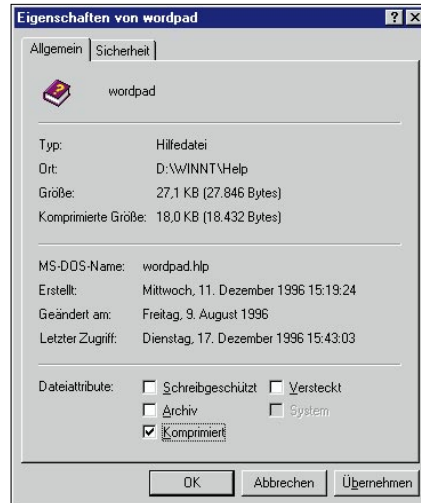 Eigenschaften von wordpad
Allgemein Sicherheit
wordpad
Typ: Hilfedatei
Ort: D:\WINNT\Help
Größe: 27,1 KB (27.846 Bytes)
Komprimierte Größe: 18,0 KB (18.432 Bytes)
MS-DOS-Name: wordpad.hlp
Erstellt: Mittwoch, 11. Dezember 1996 15:19:24
Geändert am: Freitag, 9. August 1996
Letzter Zugriff: Dienstag, 17. Dezember 1996 15:43:03
Dateiattribute: Schreibgeschützt Versteckt
Archiv System
Komprimiert
OK Abbrechen Übernehmen